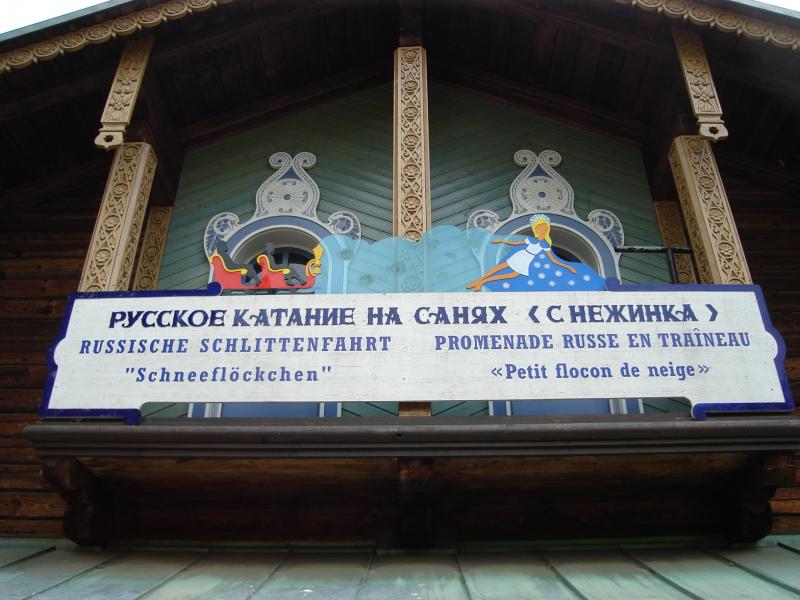 РУССКОЕ КАТАНИЕ НА САНЯХ ‹ СНЕЖИНКА ›
RUSSISCHE SCHLITTENFAHRT PROMENADE RUSSE EN TRAÎNEAU
"Schneeflöckchen" «Petit flocon de neige»